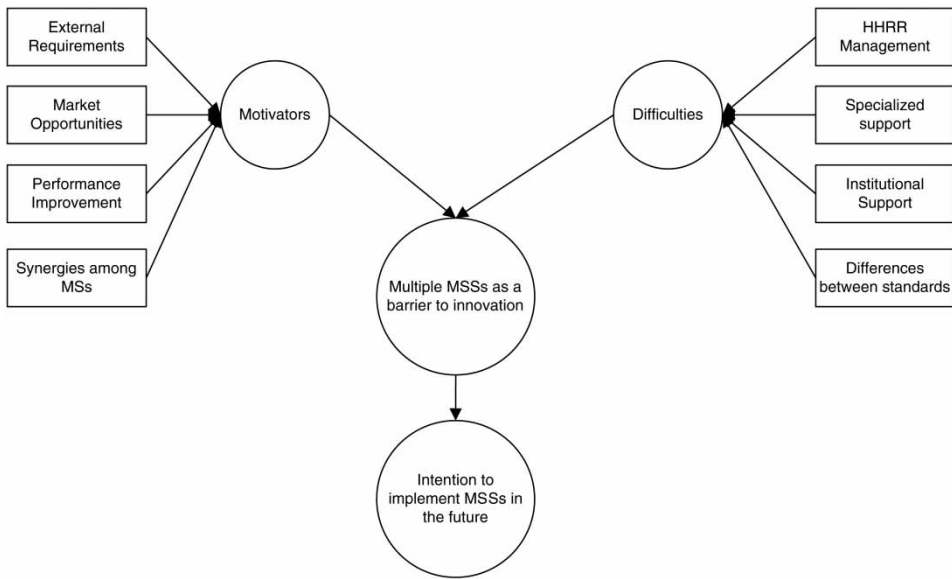 External
Requirements
Market
Opportunities
Performance
Improvement
Synergies among
MSs
Motivators
Difficulties
HHRR
Management
Specialized
support
Institutional
Support
Differences
between standards
Multiple MSSs as a
barrier to innovation
Intention to
implement MSSs in
the future